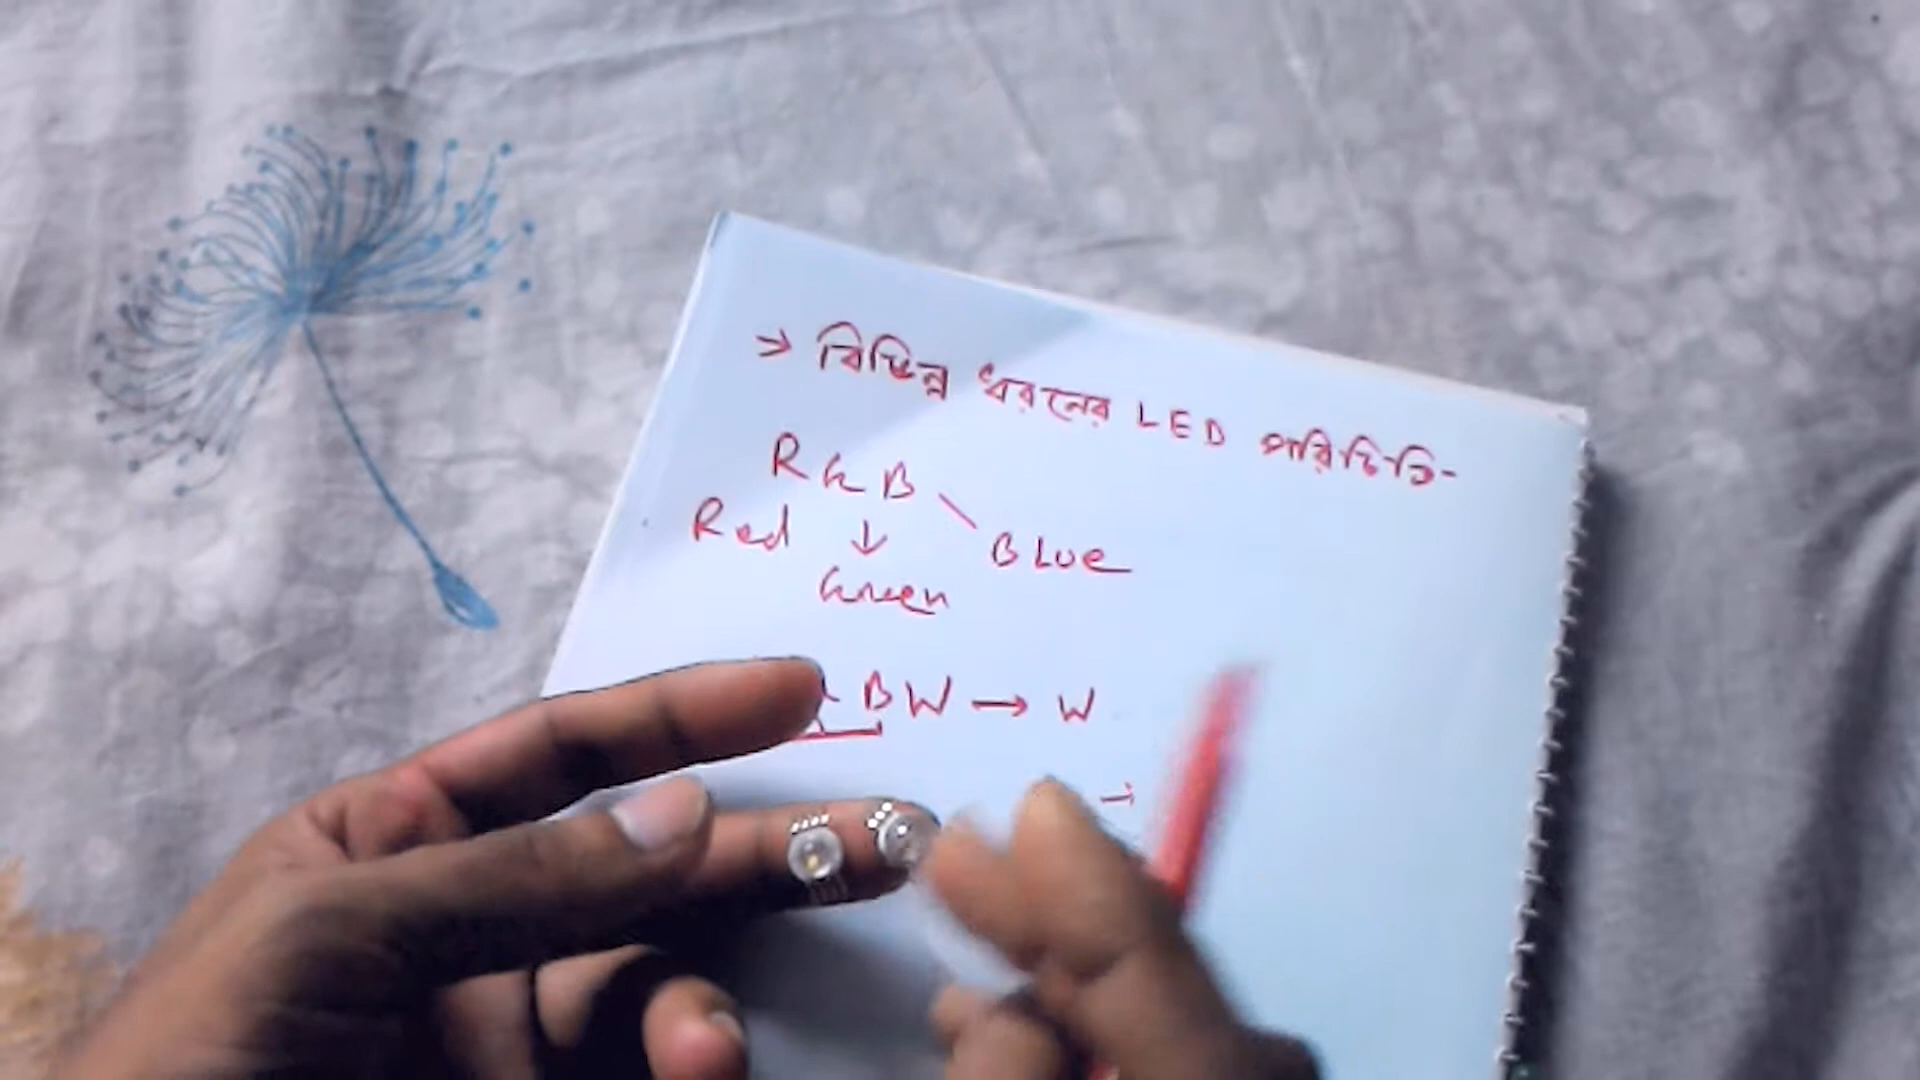 → বিভিন্ন ধরনের LED পরিচিতি-
RGB
Red ↓ Blue
Green
BW → W